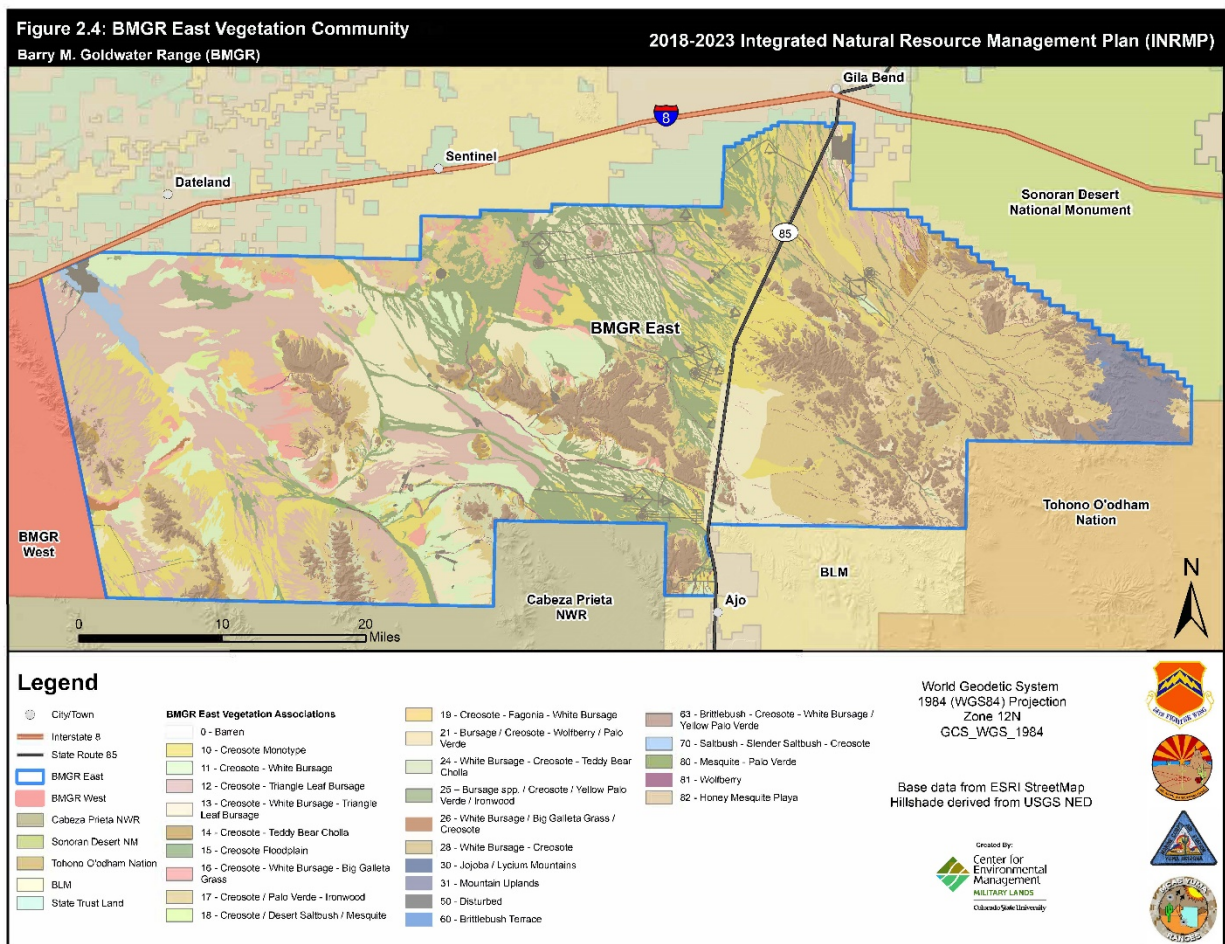 Figure 2.4: BMGR East Vegetation Community
Barry M. Goldwater Range (BMGR)
2018-2023 Integrated Natural Resource Management Plan (INRMP)
Gila Bend
8
Sentinel
Dateland
Sonoran Desert
National Monument
85
BMGR East
Tohono O'odham
Nation
BMGR
West
BLM
Cabeza Prieta
NWR
Ajo
N
0 10 20
Miles
Legend
City/Town
Interstate 8
State Route 85
BMGR East
BMGR West
Cabeza Prieta NWR
Sonoran Desert NM
Tohono O'odham Nation
BLM
State Trust Land
BMGR East Vegetation Associations
0 - Barren
10 - Creosote Monotype
11 - Creosote - White Bursage
12 - Creosote - Triangle Leaf Bursage
13 - Creosote - White Bursage - Triangle
Leaf Bursage
14 - Creosote - Teddy Bear Cholla
15 - Creosote Floodplain
16 - Creosote - White Bursage - Big Galleta
Grass
17 - Creosote / Palo Verde - Ironwood
18 - Creosote / Desert Saltbush / Mesquite
19 - Creosote - Fagonia - White Bursage
21 - Bursage / Creosote - Wolfberry / Palo
Verde
24 - White Bursage - Creosote - Teddy Bear
Cholla
25 – Bursage spp. / Creosote / Yellow Palo
Verde / Ironwood
26 - White Bursage / Big Galleta Grass /
Creosote
28 - White Bursage - Creosote
30 - Jojoba / Lycium Mountains
31 - Mountain Uplands
50 - Disturbed
60 - Brittlebush Terrace
63 - Brittlebush - Creosote - White Bursage /
Yellow Palo Verde
70 - Saltbush - Slender Saltbush - Creosote
80 - Mesquite - Palo Verde
81 - Wolfberry
82 - Honey Mesquite Playa
World Geodetic System
1984 (WGS84) Projection
Zone 12N
GCS_WGS_1984
Base data from ESRI StreetMap
Hillshade derived from USGS NED
Created By:
Center for
Environmental
Management
MILITARY LANDS
Colorado State University
56TH FIGHTER WING
MCAS YUMA
RANGES